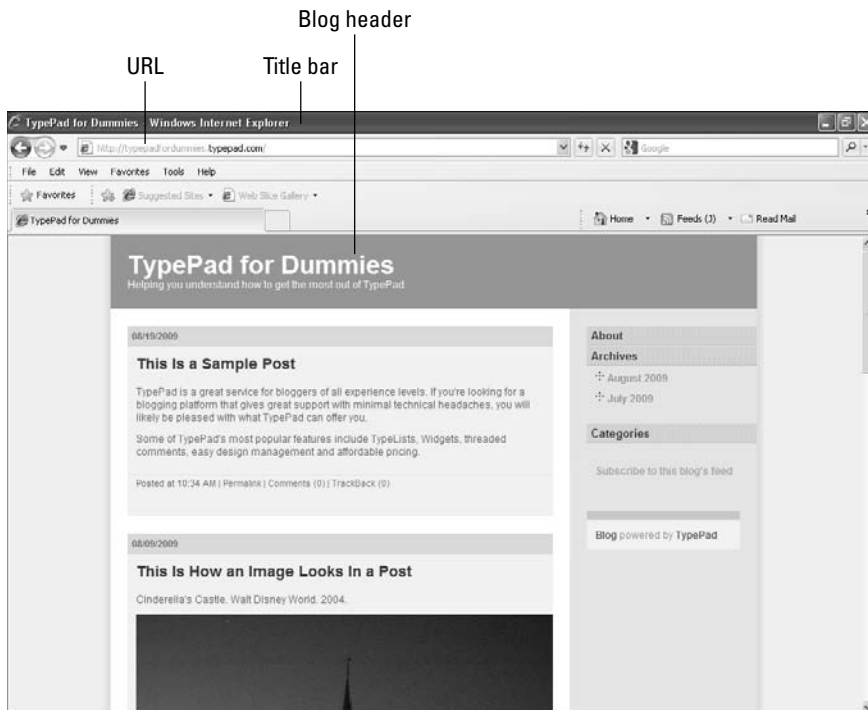 Blog header
URL
Title bar
TypePad for Dummies - Windows Internet Explorer
http://typepadfordummies.typepad.com/
Google
File Edit View Favorites Tools Help
Favorites
Suggested Sites
Web Slice Gallery
TypePad for Dummies
Home
Feeds (J)
Read Mail
TypePad for Dummies
Helping you understand how to get the most out of TypePad
08/19/2009
This Is a Sample Post
TypePad is a great service for bloggers of all experience levels. If you're looking for a
blogging platform that gives great support with minimal technical headaches, you will
likely be pleased with what TypePad can offer you.
Some of TypePad's most popular features include TypeLists, Widgets, threaded
comments, easy design management and affordable pricing.
Posted at 10:34 AM | Permalink | Comments (0) | TrackBack (0)
08/09/2009
This Is How an Image Looks In a Post
Cinderella's Castle. Walt Disney World. 2004.
About
Archives
August 2009
July 2009
Categories
Subscribe to this blog's feed
Blog powered by TypePad